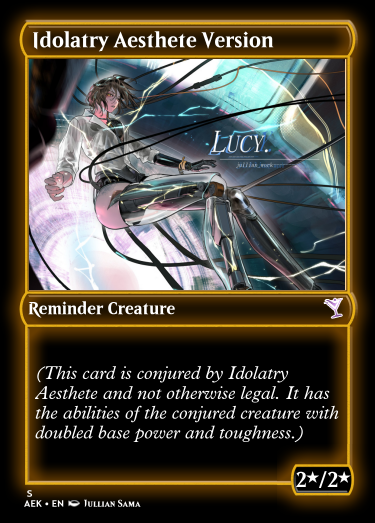 Idolatry Aesthete Version
LUCY.
jullian_work
Reminder Creature
(This card is conjured by Idolatry
Aesthete and not otherwise legal. It has
the abilities of the conjured creature with
doubled base power and toughness.)
2★/2★
S
AEK • EN JULLIAN SAMA